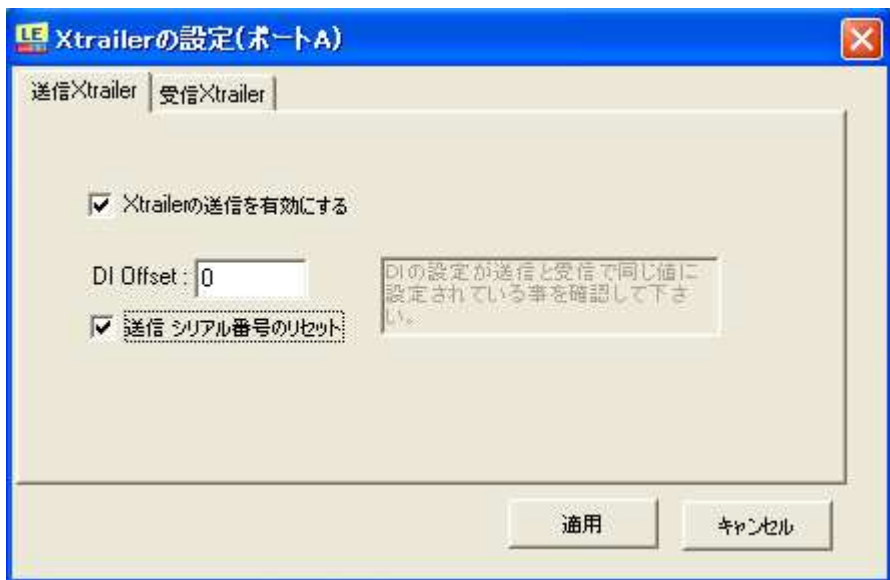 LE Xtrailerの設定(ポートA)
送信Xtrailer 受信Xtrailer
Xtrailerの送信を有効にする
DI Offset : 0
DIの設定が送信と受信で同じ値に
設定されている事を確認して下さ
い。
送信 シリアル番号のリセット
適用 キャンセル